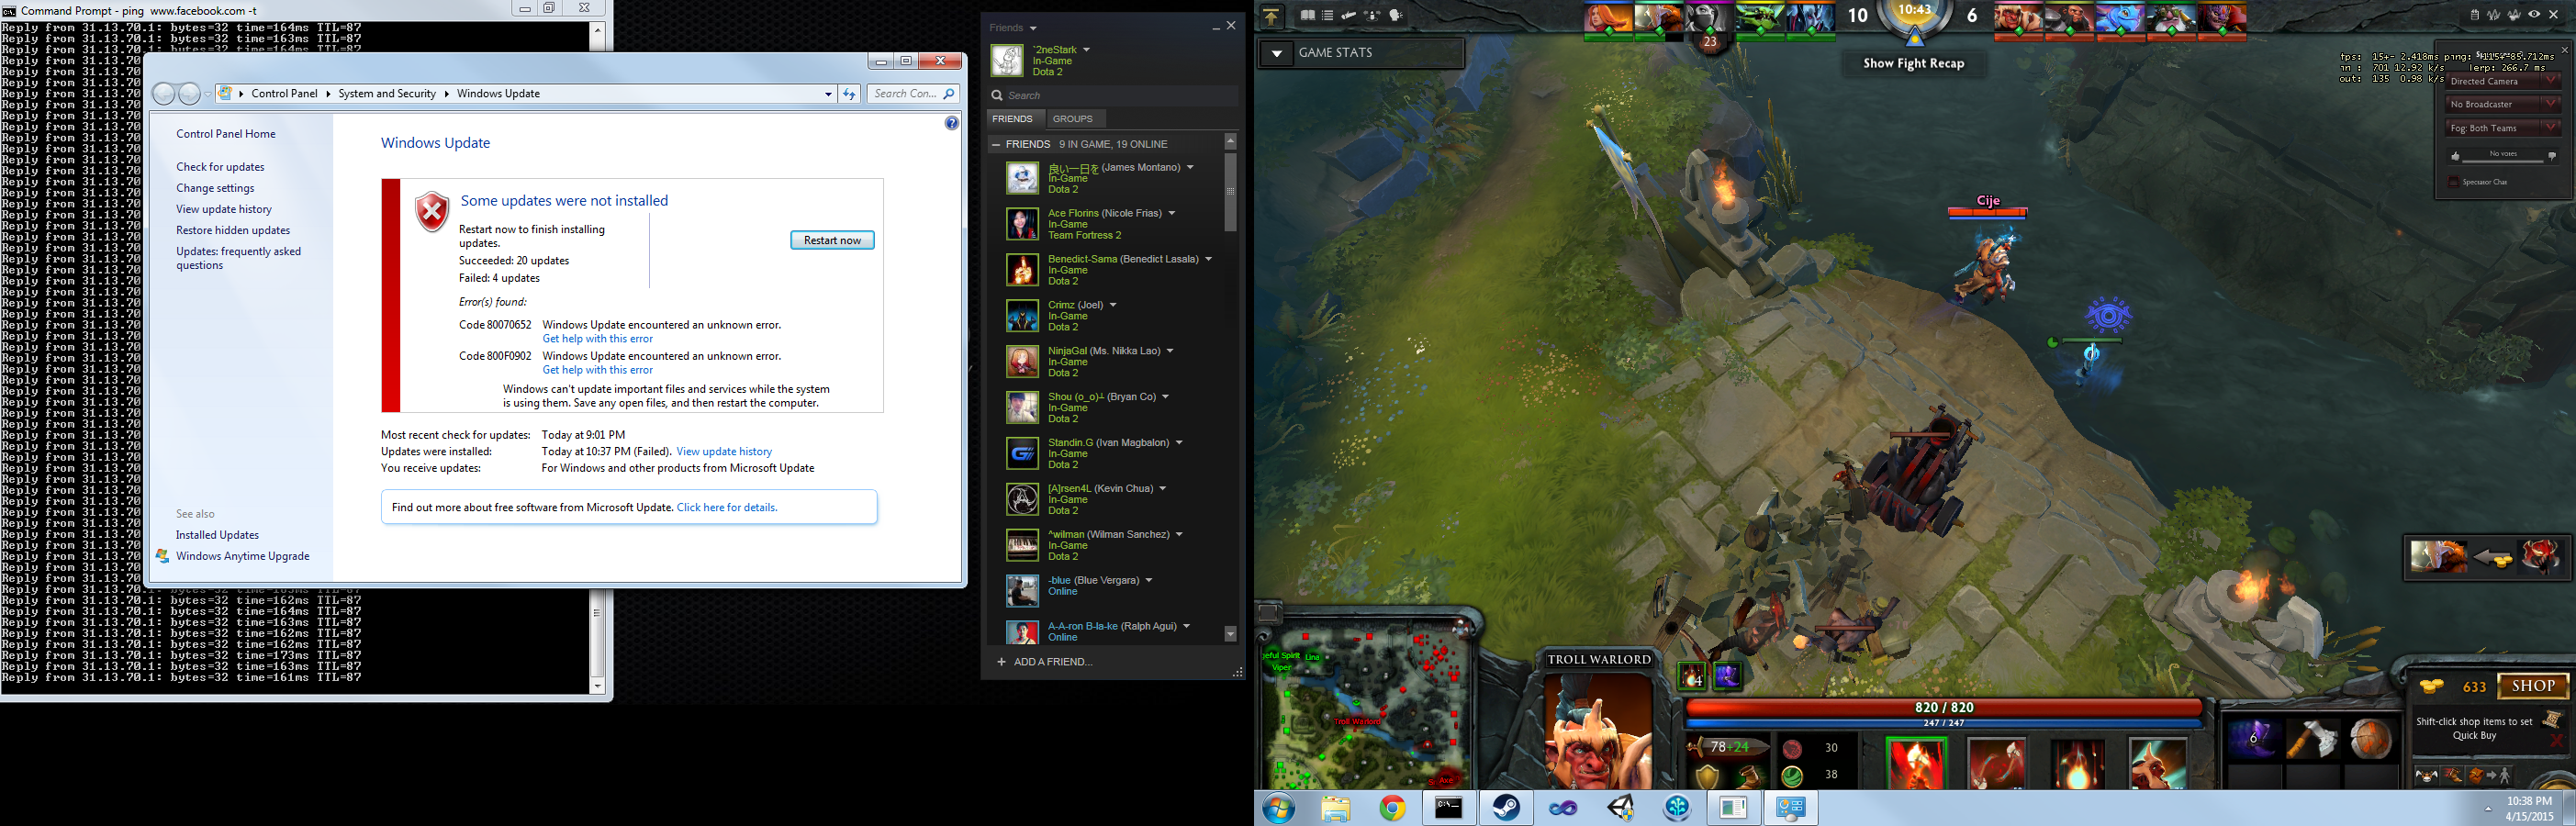 Command Prompt - ping  www.facebook.com -t
Reply from 31.13.70.1: bytes=32 time=164ms TTL=87
Reply from 31.13.70.1: bytes=32 time=163ms TTL=87
Control Panel
System and Security
Windows Update
Search Con...
Control Panel Home
Check for updates
Change settings
View update history
Restore hidden updates
Updates: frequently asked
questions
See also
Installed Updates
Windows Anytime Upgrade
Windows Update
Some updates were not installed
Restart now to finish installing
updates.
Restart now
Succeeded: 20 updates
Failed: 4 updates
Error(s) found:
Code 80070652 Windows Update encountered an unknown error.
Get help with this error
Code 800F0902 Windows Update encountered an unknown error.
Get help with this error
Windows can't update important files and services while the system
is using them. Save any open files, and then restart the computer.
Most recent check for updates: Today at 9:01 PM
Updates were installed: Today at 10:37 PM (Failed). View update history
You receive updates: For Windows and other products from Microsoft Update
Find out more about free software from Microsoft Update. Click here for details.
Reply from 31.13.70.1: bytes=32 time=162ms TTL=87
Reply from 31.13.70.1: bytes=32 time=164ms TTL=87
Reply from 31.13.70.1: bytes=32 time=163ms TTL=87
Reply from 31.13.70.1: bytes=32 time=162ms TTL=87
Reply from 31.13.70.1: bytes=32 time=162ms TTL=87
Reply from 31.13.70.1: bytes=32 time=173ms TTL=87
Reply from 31.13.70.1: bytes=32 time=163ms TTL=87
Reply from 31.13.70.1: bytes=32 time=161ms TTL=87
Friends
`2neStark
In-Game
Dota 2
Search
FRIENDS
GROUPS
FRIENDS 9 IN GAME, 19 ONLINE
良い一日を (James Montano)
In-Game
Dota 2
Ace Florins (Nicole Frias)
In-Game
Team Fortress 2
Benedict-Sama (Benedict Lasala)
In-Game
Dota 2
Crimz (Joel)
In-Game
Dota 2
NinjaGal (Ms. Nikka Lao)
In-Game
Dota 2
Shou (o_o)┴ (Bryan Co)
In-Game
Dota 2
Standin.G (Ivan Magbalon)
In-Game
Dota 2
[A]rsen4L (Kevin Chua)
In-Game
Dota 2
^wilman (Wilman Sanchez)
In-Game
Dota 2
-blue (Blue Vergara)
Online
A-A-ron B-la-ke (Ralph Agui)
Online
+ ADD A FRIEND...
GAME STATS
10
10:43
6
23
Show Fight Recap
Directed Camera
No Broadcaster
Fog: Both Teams
No votes
Spectator Chat
Cije
Lina
Viper
Troll Warlord
Axe
TROLL WARLORD
4
820 / 820
247 / 247
78+24
30
38
6
633
SHOP
Shift-click shop items to set
Quick Buy
10:38 PM
4/15/2015